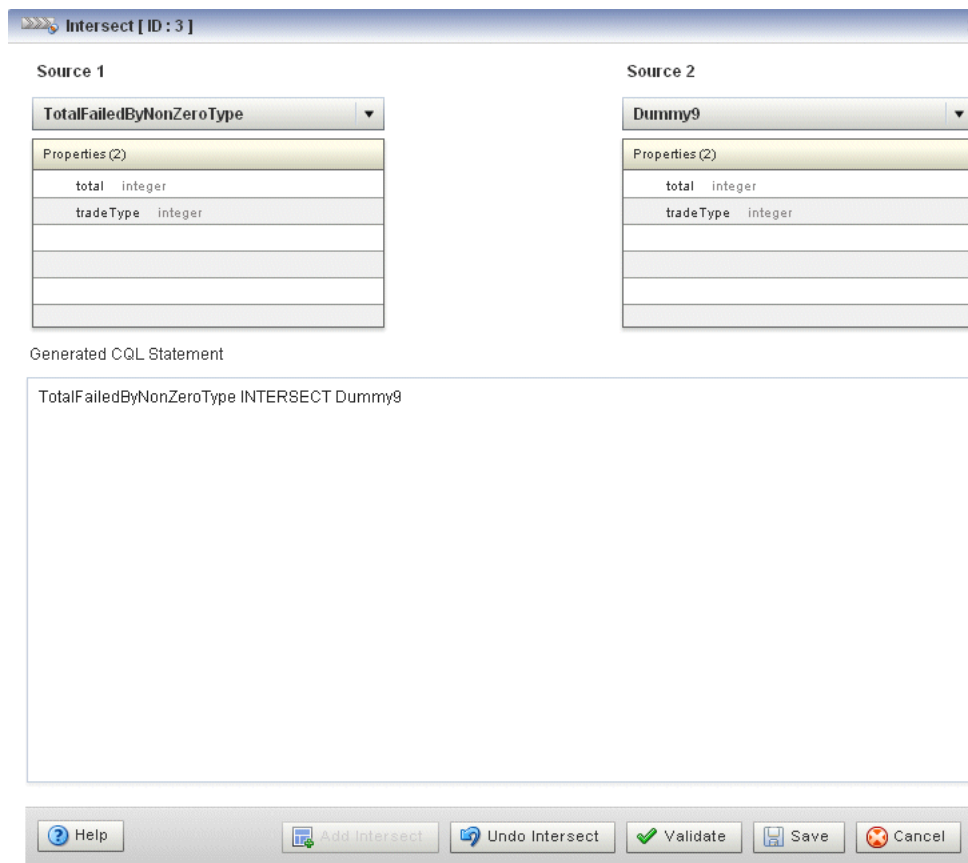 Intersect [ ID : 3 ]
Source 1
Source 2
TotalFailedByNonZeroType
Dummy9
Properties (2)
Properties (2)
total integer
total integer
tradeType integer
tradeType integer
Generated CQL Statement
TotalFailedByNonZeroType INTERSECT Dummy9
Help
Add Intersect
Undo Intersect
Validate
Save
Cancel